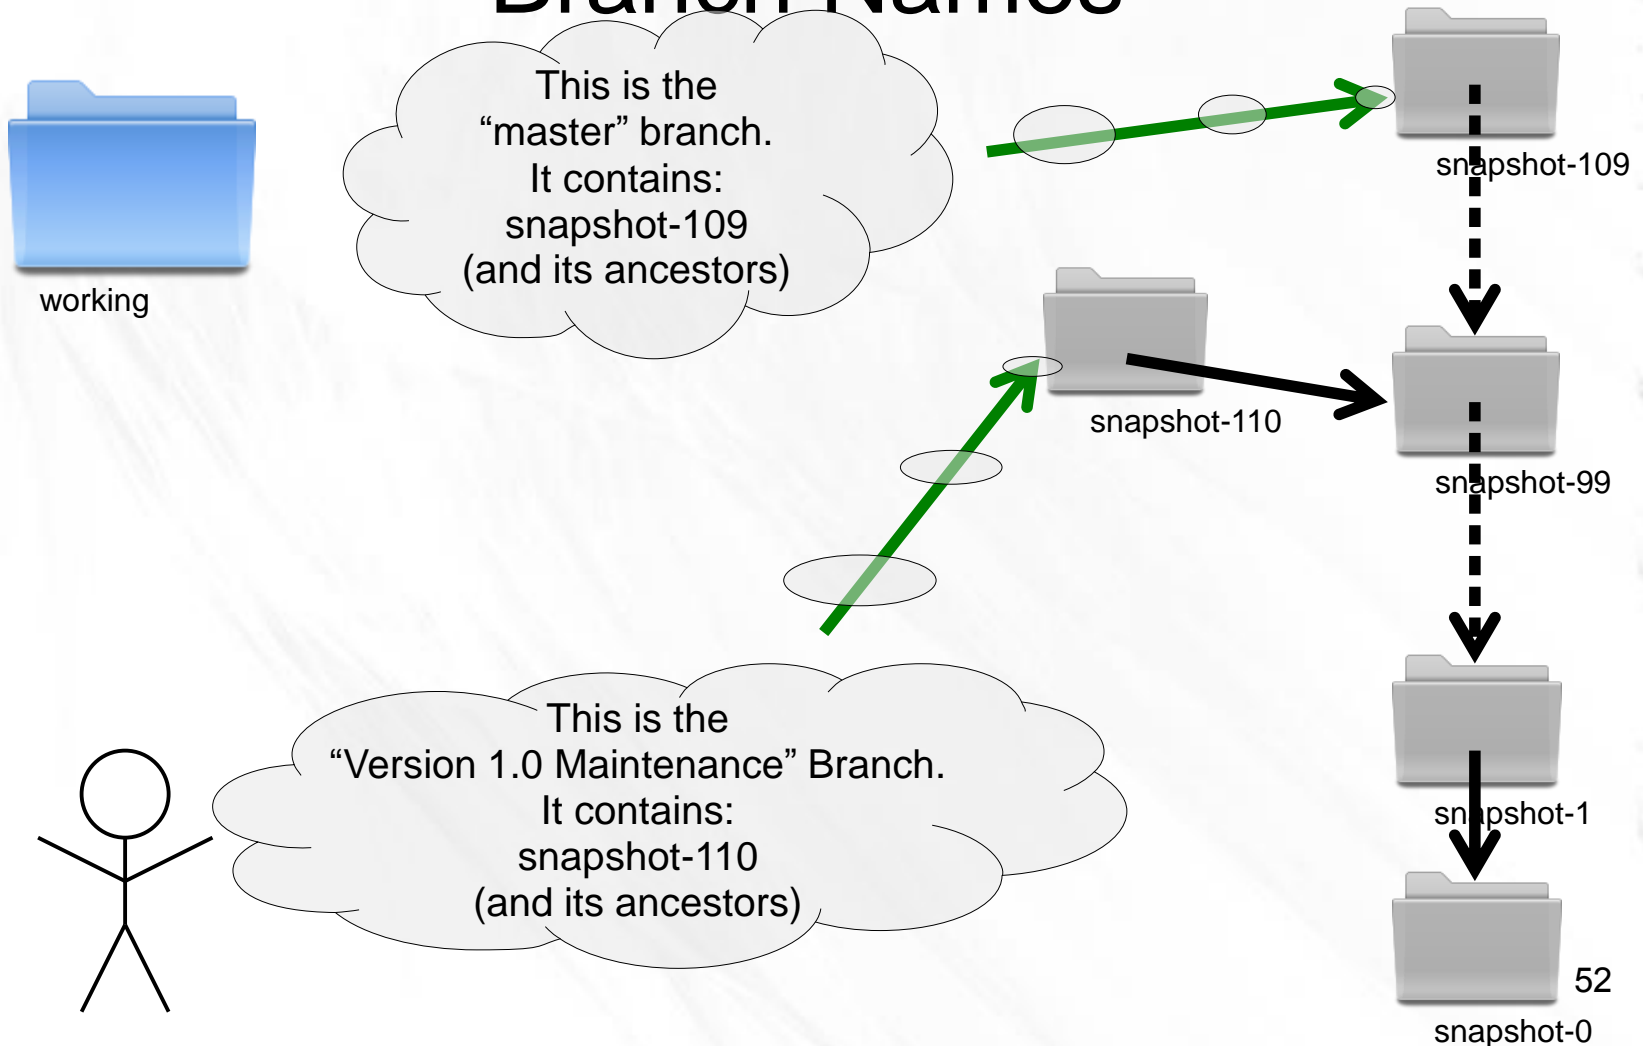 Branch Names
This is the
“master” branch.
It contains:
snapshot-109
(and its ancestors)
working
snapshot-109
snapshot-110
snapshot-99
This is the
“Version 1.0 Maintenance” Branch.
It contains:
snapshot-110
(and its ancestors)
snapshot-1
52
snapshot-0